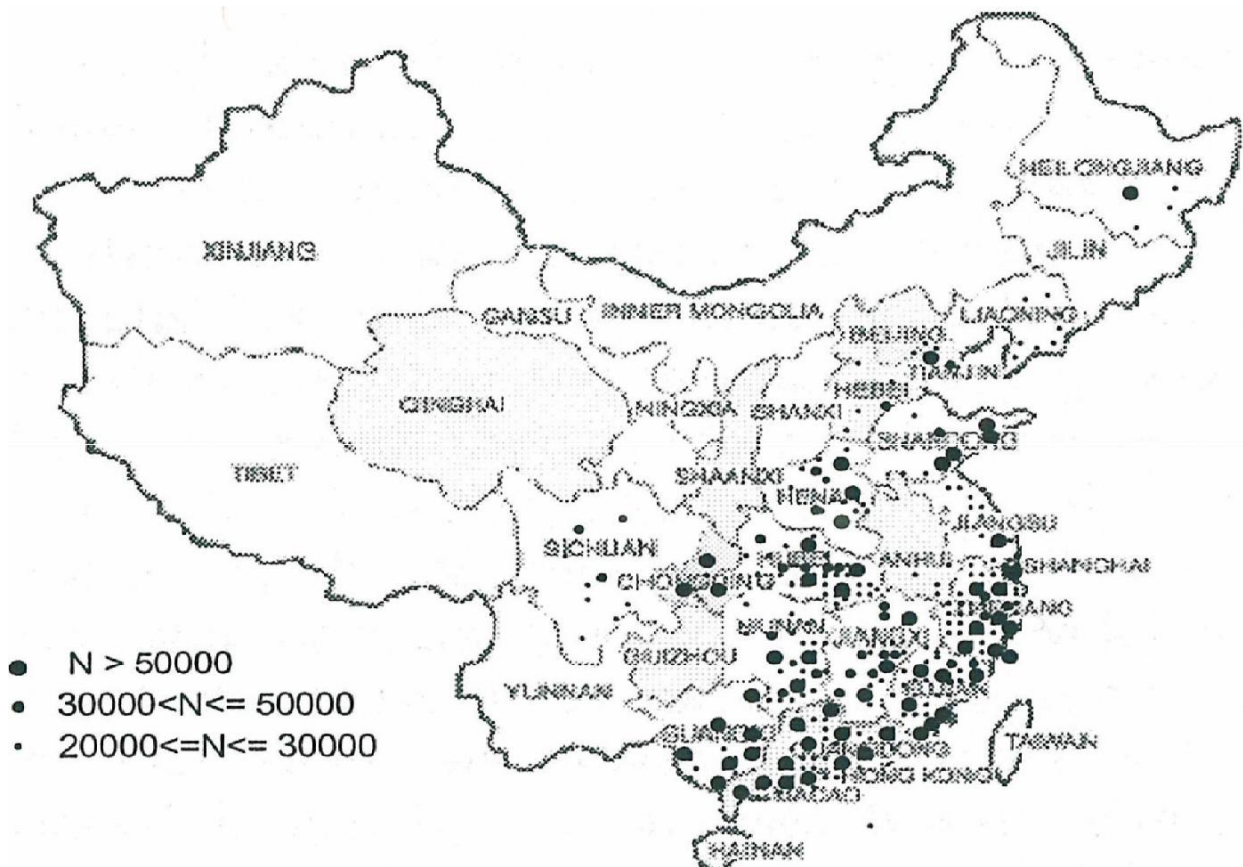 HEILONGJIANG
JILIN
XINJIANG
LIAONING
GANSU
INNER MONGOLIA
BEIJING
TIANJIN
HEBEI
QINGHAI
NINGXIA
SHANXI
SHANDONG
TIBET
SHAANXI
HENA
JIANGSU
SICHUAN
HUBEI
ANHUI
SHANGHAI
CHONGQING
ZHEJIANG
HUNAN
JIANGXI
GUIZHOU
N > 50000
YUNNAN
FUJIAN
30000<N<= 50000
GUANGXI
TAIWAN
20000<=N<= 30000
GUANGDONG
HONG KONG
MACAO
HAINAN